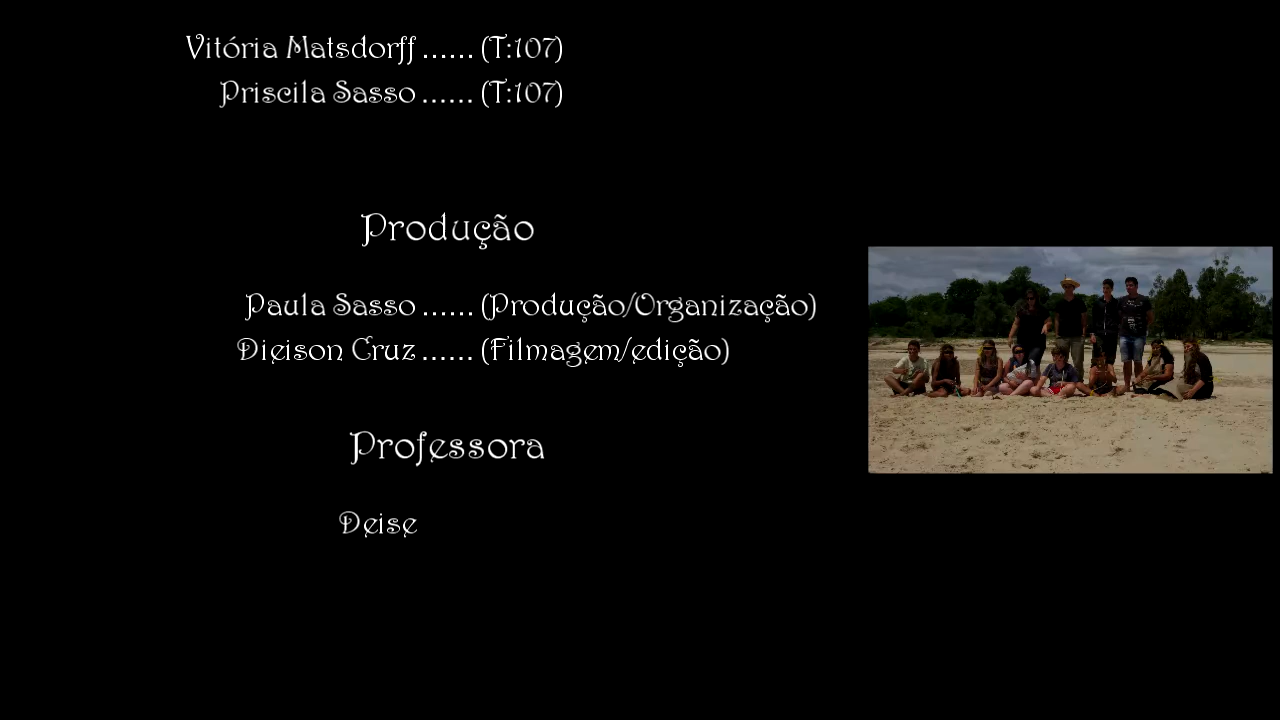 Vitória Matsdorff ...... (T:107)
Priscila Sasso ...... (T:107)
Produção
Paula Sasso ...... (Produção/Organização)
Dieison Cruz ...... (Filmagem/edição)
Professora
Deise